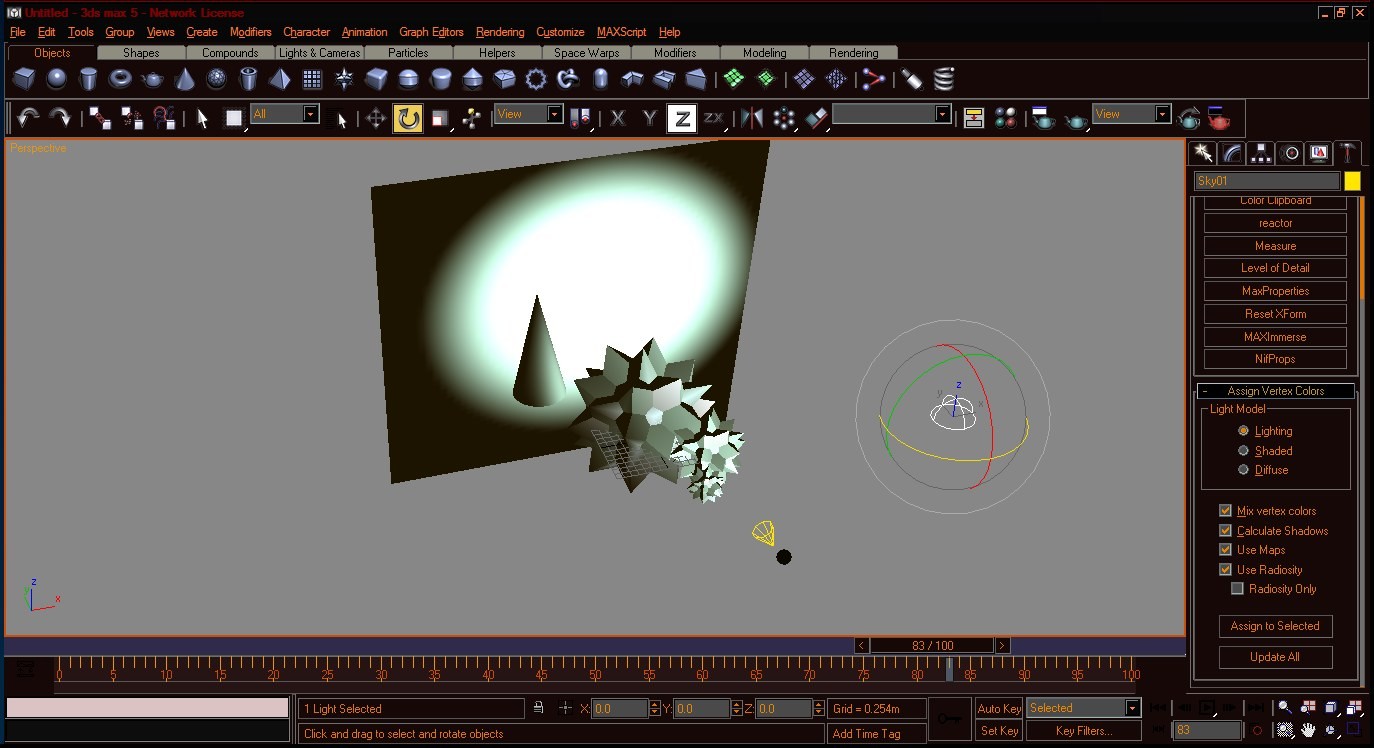 Untitled - 3ds max 5 - Network License
File Edit Tools Group Views Create Modifiers Character Animation Graph Editors Rendering Customize MAXScript Help
Objects Shapes Compounds Lights & Cameras Particles Helpers Space Warps Modifiers Modeling Rendering
All View X Y Z ZX View
Perspective
Sky01
Color Clipboard
reactor
Measure
Level of Detail
MaxProperties
Reset XForm
MAXImmerse
NifProps
- Assign Vertex Colors
Light Model
Lighting
Shaded
Diffuse
Mix vertex colors
Calculate Shadows
Use Maps
Use Radiosity
Radiosity Only
Assign to Selected
Update All
z
y x
z
x
< 83 / 100 >
0 5 10 15 20 25 30 35 40 45 50 55 60 65 70 75 80 85 90 95 100
1 Light Selected X: 0.0 Y: 0.0 Z: 0.0 Grid = 0.254m Auto Key Selected
Click and drag to select and rotate objects Add Time Tag Set Key Key Filters... 83